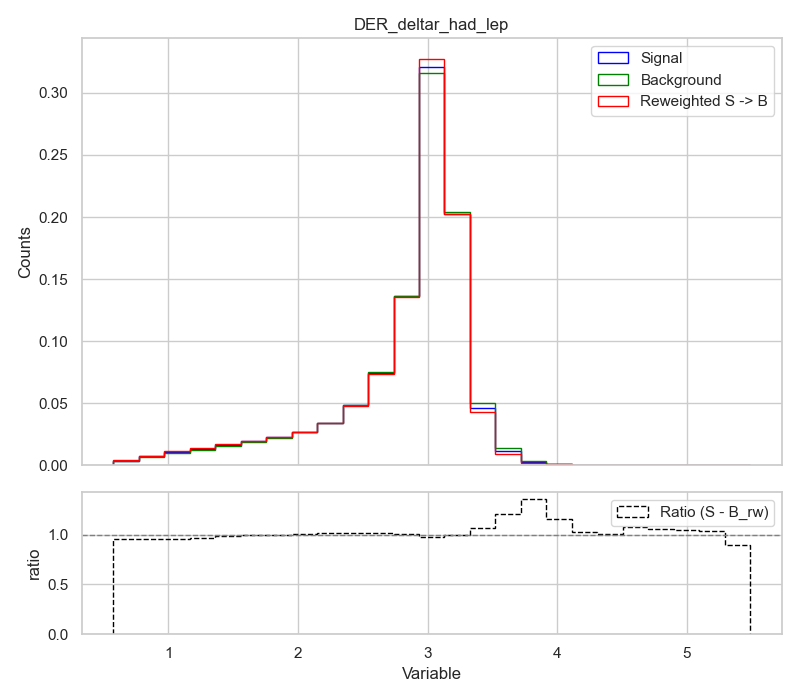 DER_deltar_had_lep
Signal
Background
Reweighted S -> B
0.30
0.25
0.20
0.15
0.10
0.05
0.00
Counts
Ratio (S - B_rw)
1.0
0.5
0.0
ratio
1 2 3 4 5
Variable